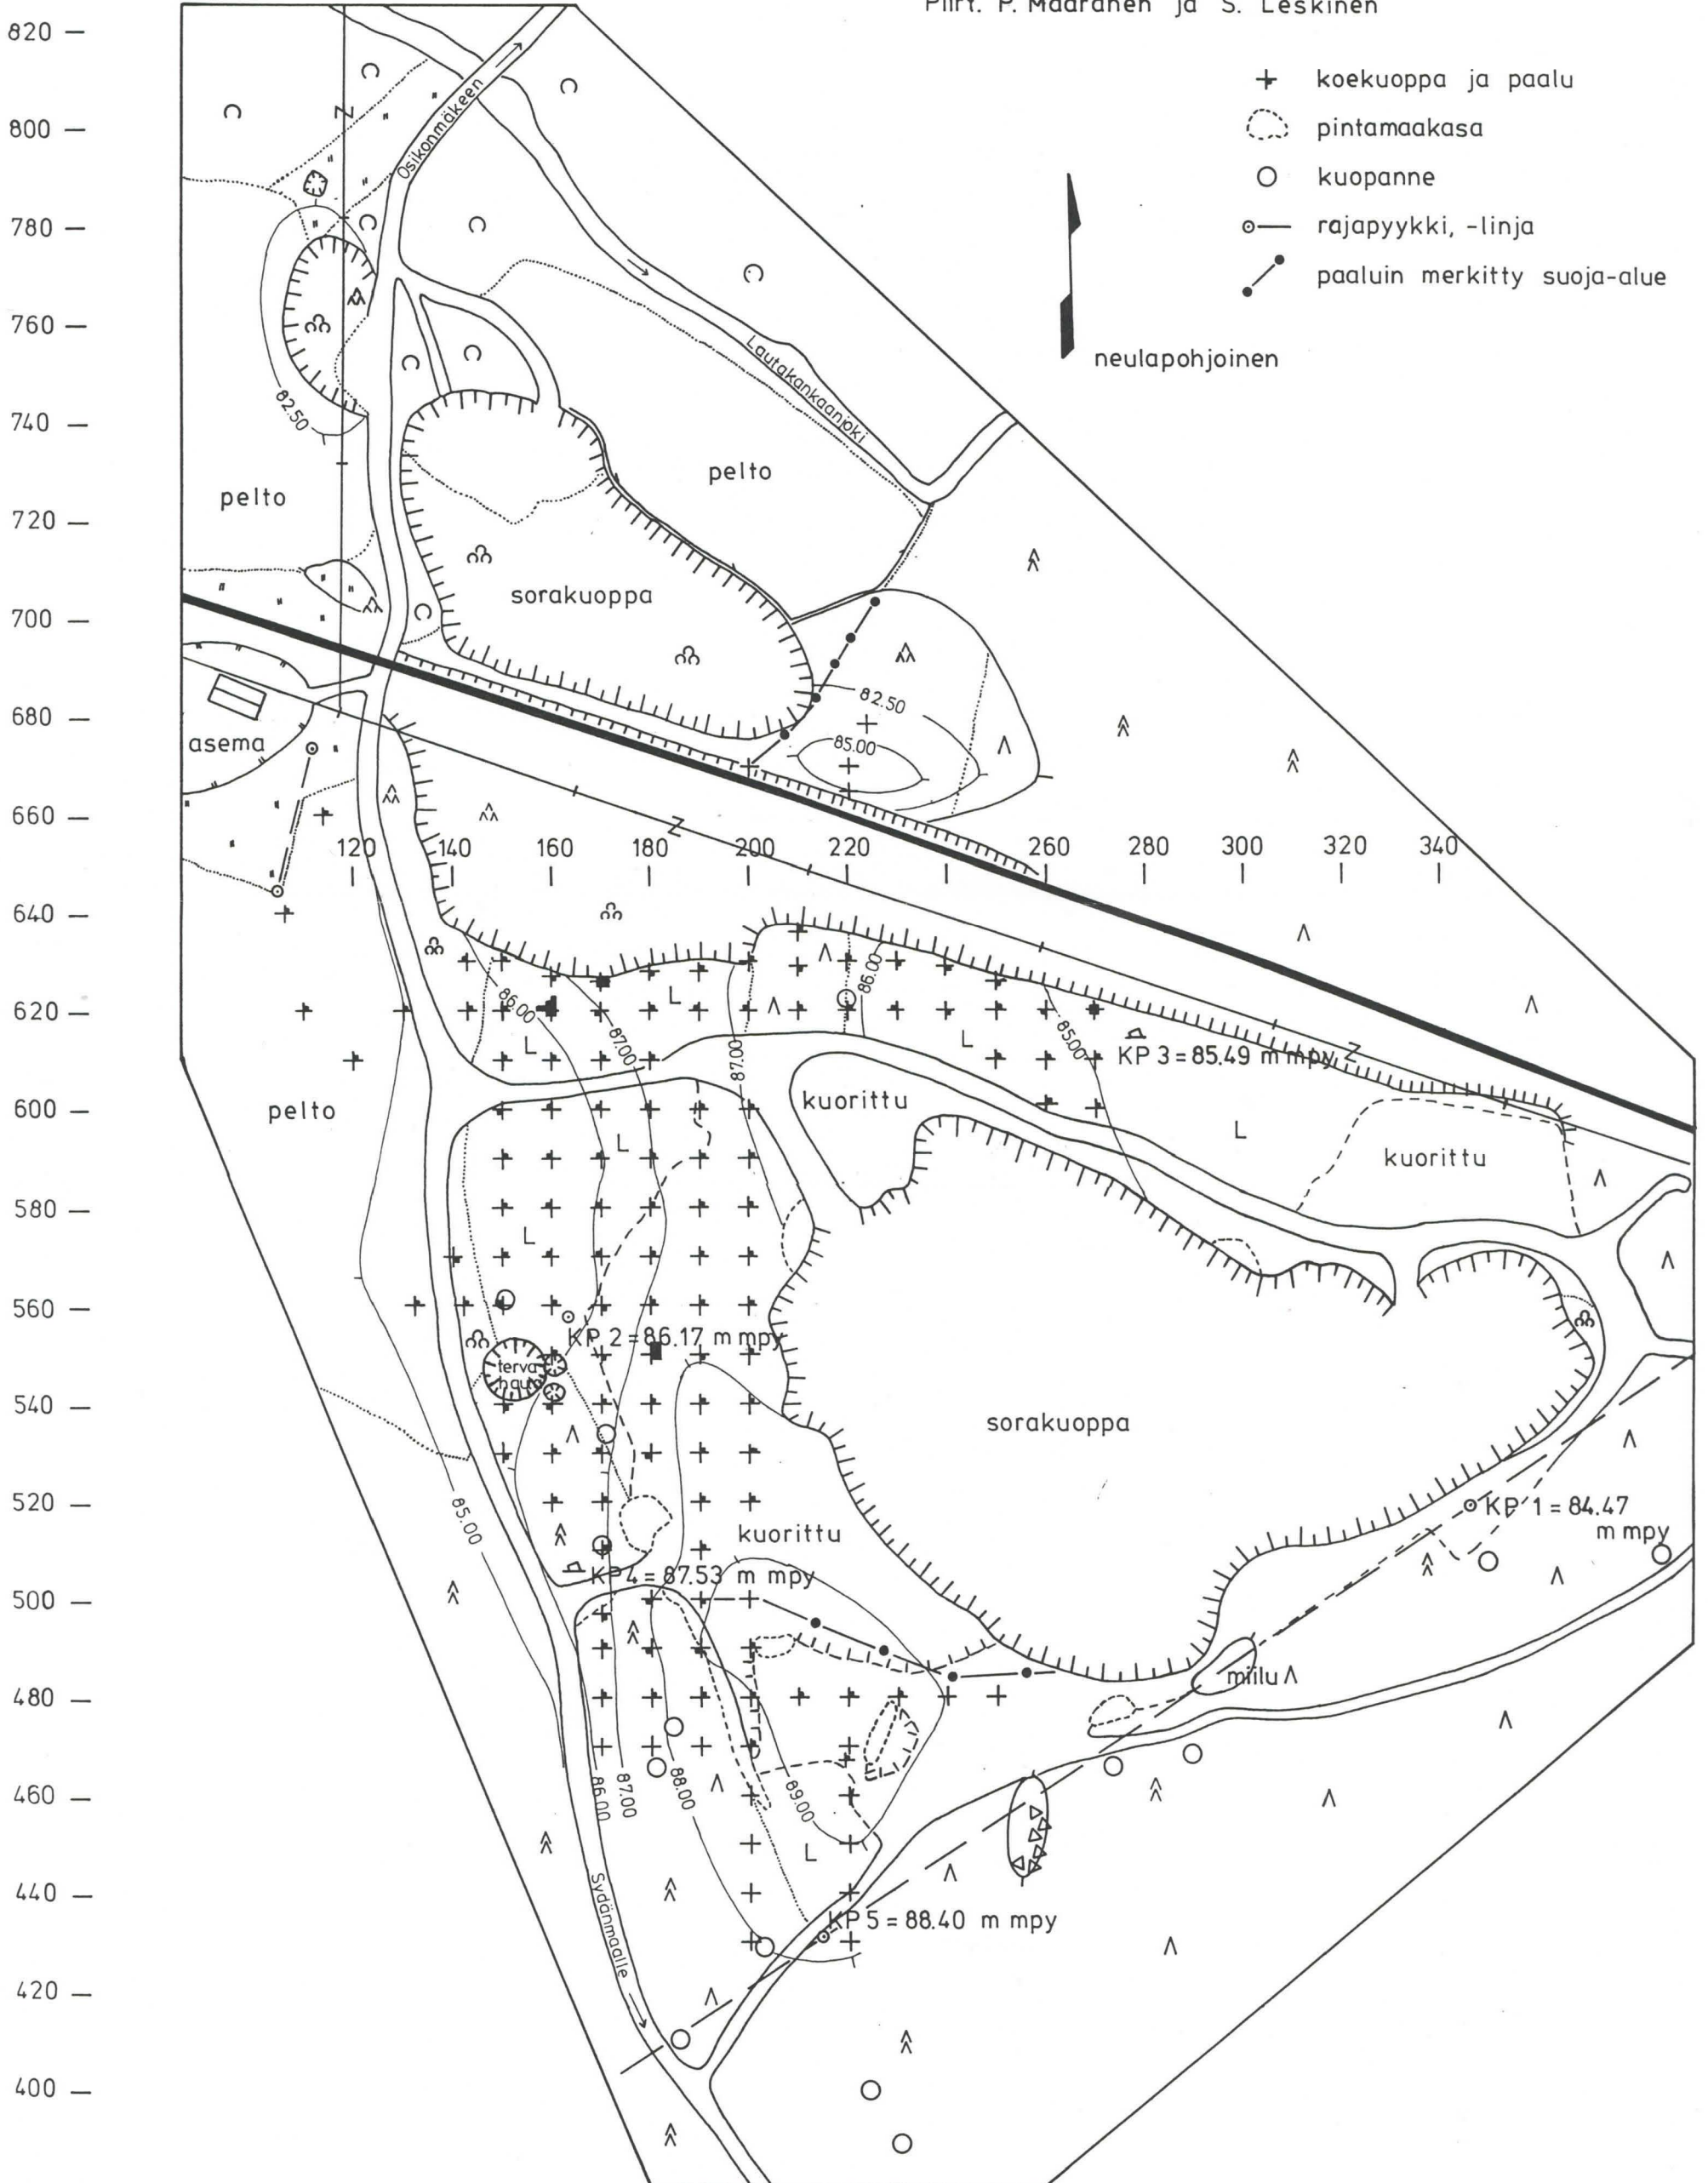 Piirt. P. Maaranen ja S. Leskinen
koekuoppa ja paalu
pintamaakasa
kuopanne
rajapyykki, -linja
paaluin merkitty suoja-alue
neulapohjoinen
820
800
780
760
740
720
700
680
660
640
620
600
580
560
540
520
500
480
460
440
420
400
120 140 160 180 200 220 260 280 300 320 340
Osikonmäkeen
Lautakankaanjoki
82.50
pelto
pelto
sorakuoppa
82.50
85.00
asema
86.00
87.00
87.00
86.00
85.00
KP 3 = 85.49 m mpy
pelto
kuorittu
kuorittu
KP 2 = 86.17 m mpy
terva
hauta
sorakuoppa
85.00
kuorittu
KP 1 = 84.47
m mpy
KP 4 = 87.53 m mpy
miilu
86.00
87.00
88.00
89.00
Sydänmaalle
KP 5 = 88.40 m mpy